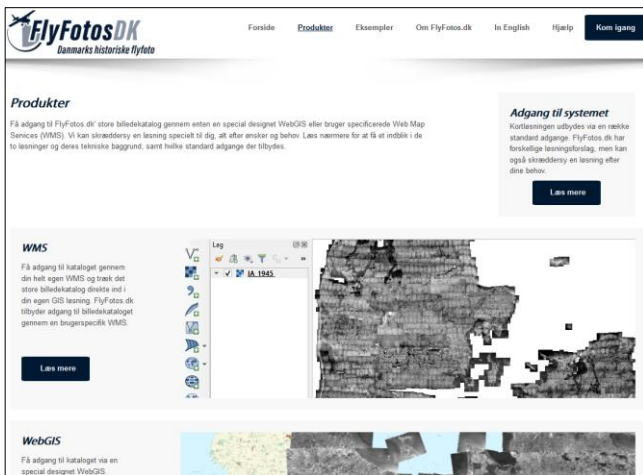 FlyFotosDK
Danmarks historiske flyfoto
Forside Produkter Eksempler Om FlyFotos.dk In English Hjælp Kom igang
Produkter
Få adgang til FlyFotos.dk' store billedekatalog gennem enten en special designet WebGIS eller bruger specificerede Web Map
Services (WMS). Vi kan skræddersy en løsning specielt til dig, alt efter ønsker og behov. Læs nærmere for at få et indblik i de
to løsninger og deres tekniske baggrund, samt hvilke standard adgange der tilbydes.
Adgang til systemet
Kortløsningen udbydes via en række
standard adgange. FlyFotos.dk har
forskellige løsningsforslag, men kan
også skræddersy en løsning efter
dine behov.
Læs mere
WMS
Få adgang til kataloget gennem
din helt egen WMS og træk det
store billedekatalog direkte ind i
din egen GIS løsning. FlyFotos.dk
tilbyder adgang til billedekataloget
gennem en brugerspecifik WMS.
Læs mere
Lag
IA_1945
WebGIS
Få adgang til kataloget via en
special designet WebGIS.